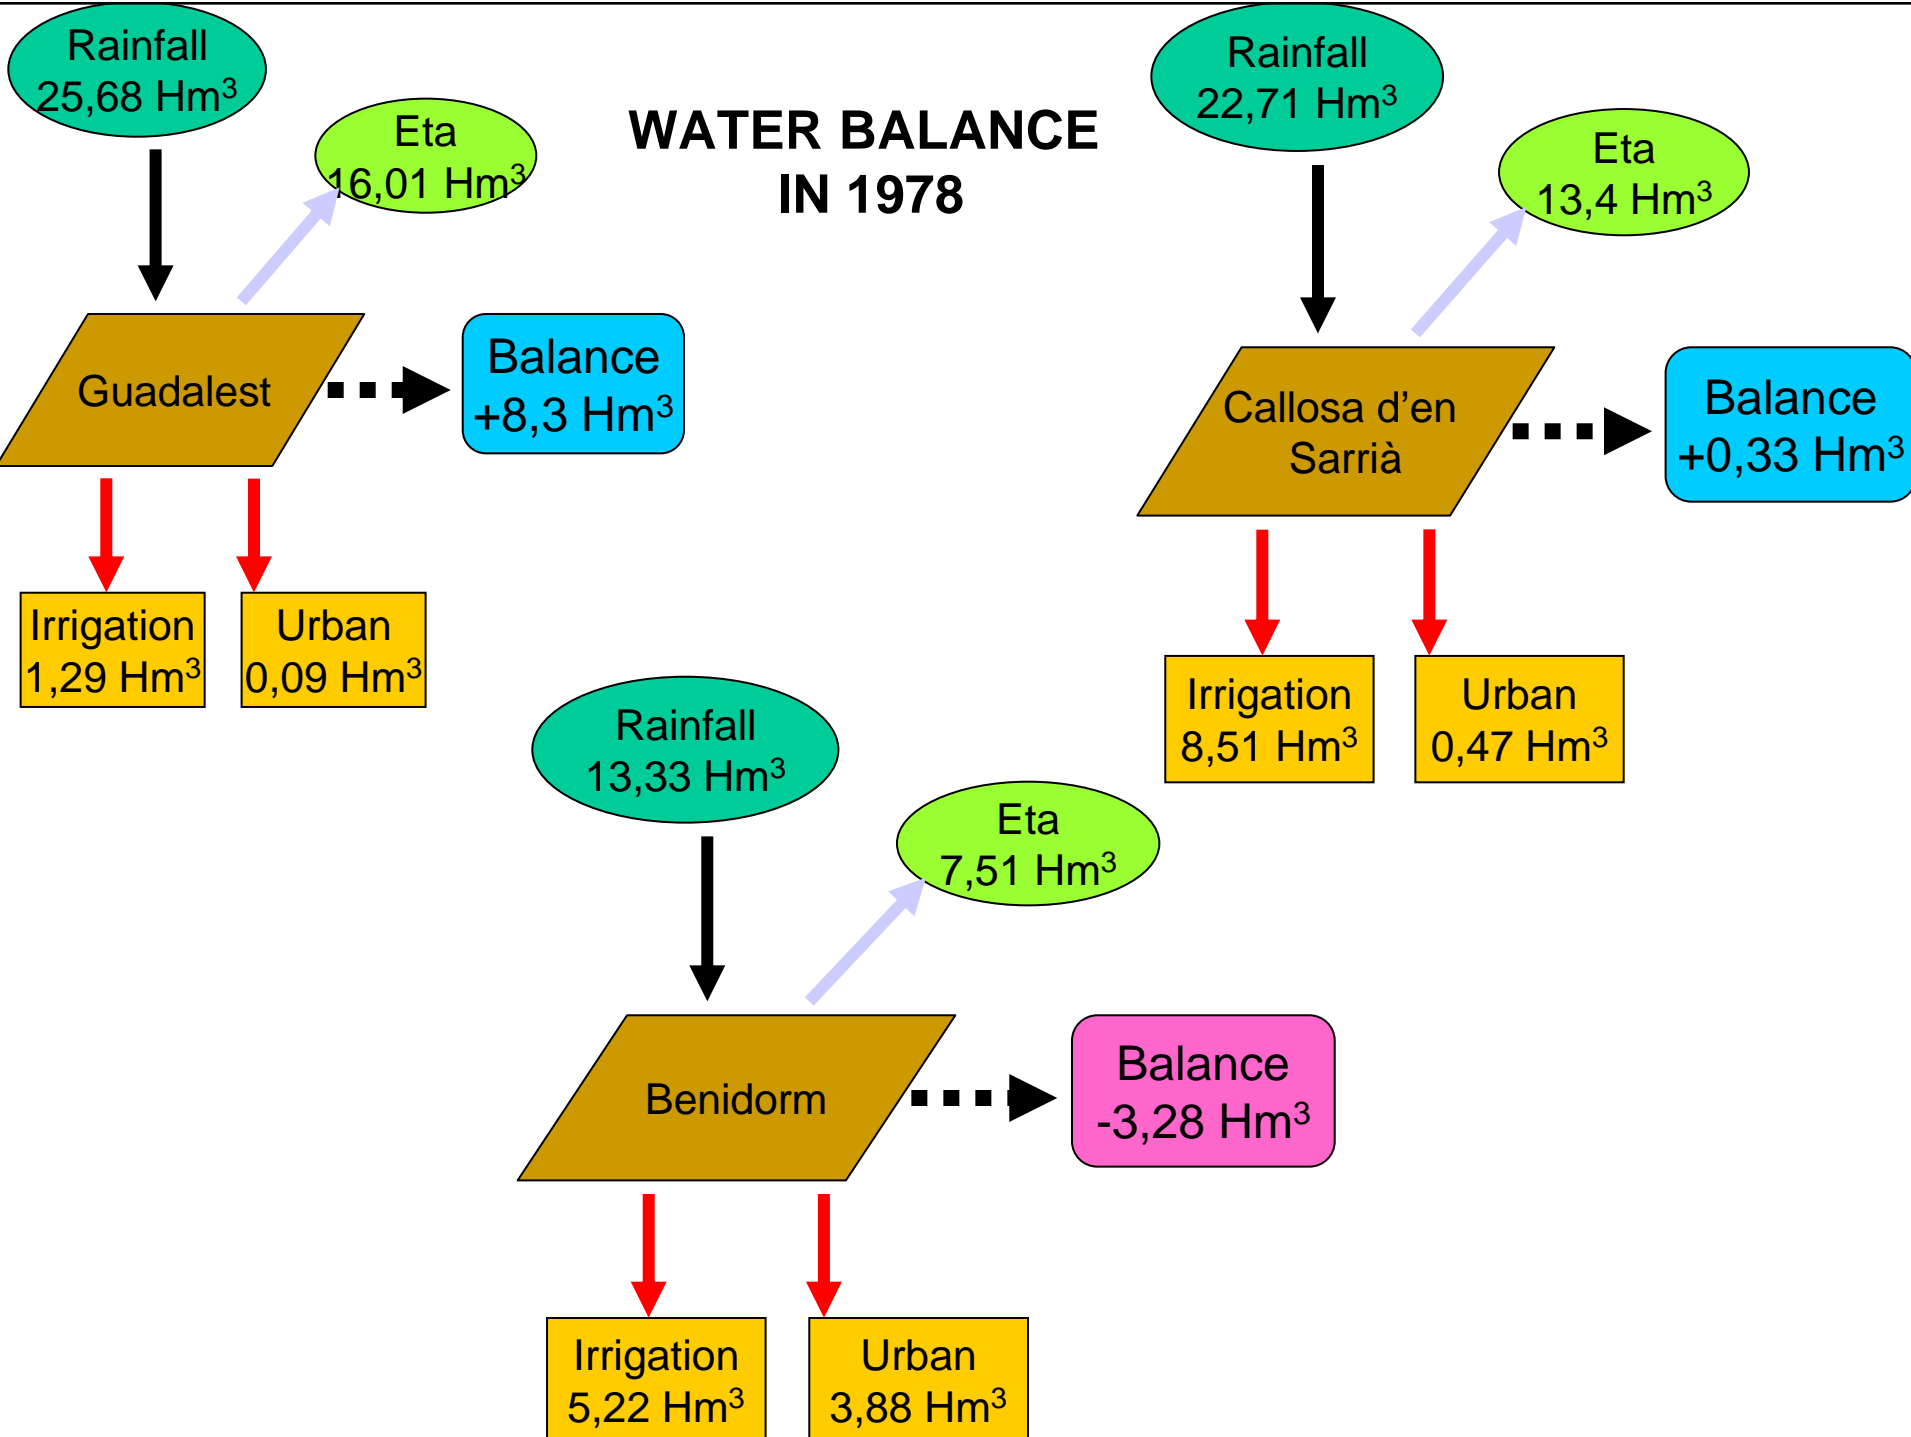 Rainfall
25,68 Hm³
Eta
16,01 Hm³
WATER BALANCE
IN 1978
Rainfall
22,71 Hm³
Eta
13,4 Hm³
Guadalest
Balance
+8,3 Hm³
Callosa d’en
Sarrià
Balance
+0,33 Hm³
Irrigation
1,29 Hm³
Urban
0,09 Hm³
Irrigation
8,51 Hm³
Urban
0,47 Hm³
Rainfall
13,33 Hm³
Eta
7,51 Hm³
Benidorm
Balance
-3,28 Hm³
Irrigation
5,22 Hm³
Urban
3,88 Hm³